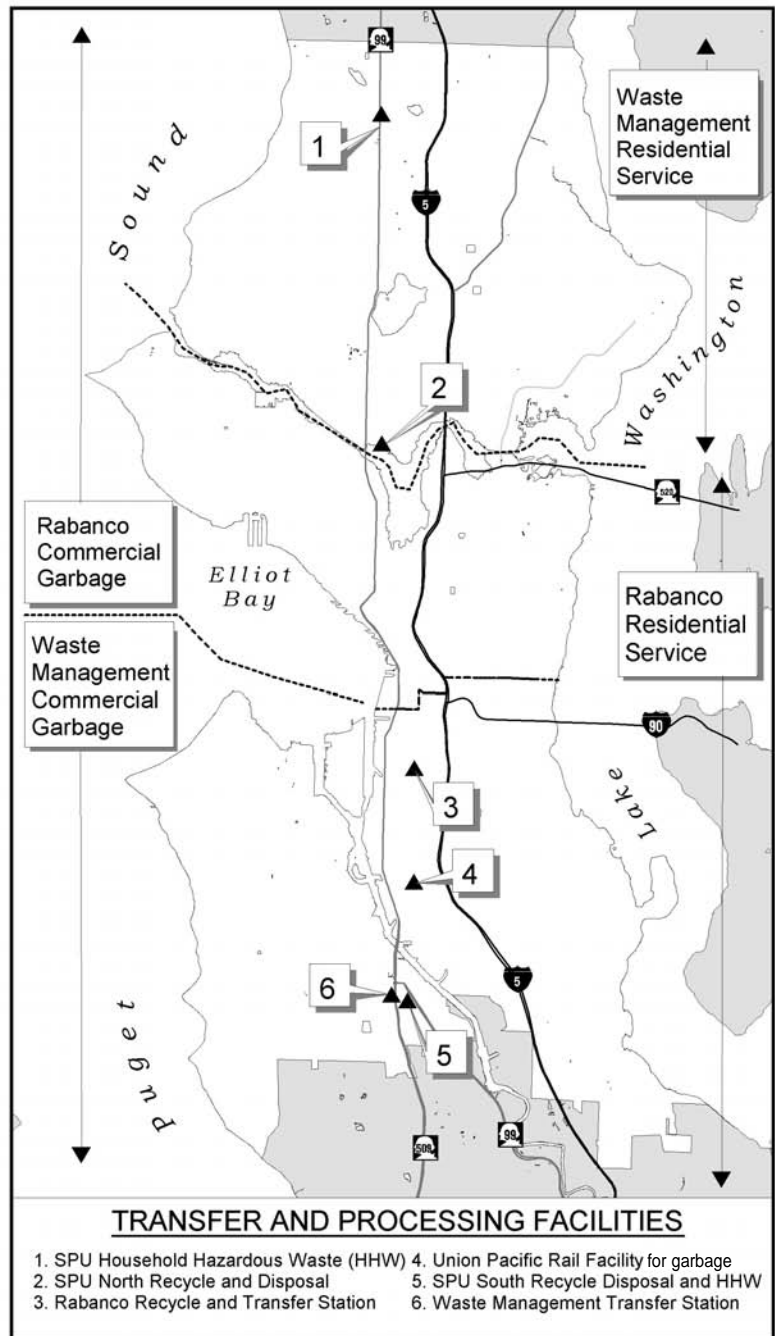 99
1
Waste
Management
Residential
Service
Sound
5
Washington
2
520
Rabanco
Commercial
Garbage
Elliot
Bay
Rabanco
Residential
Service
Waste
Management
Commercial
Garbage
90
3
Lake
4
6
5
5
Puget
509
99
TRANSFER AND PROCESSING FACILITIES
1. SPU Household Hazardous Waste (HHW) 4. Union Pacific Rail Facility for garbage
2. SPU North Recycle and Disposal 5. SPU South Recycle Disposal and HHW
3. Rabanco Recycle and Transfer Station 6. Waste Management Transfer Station